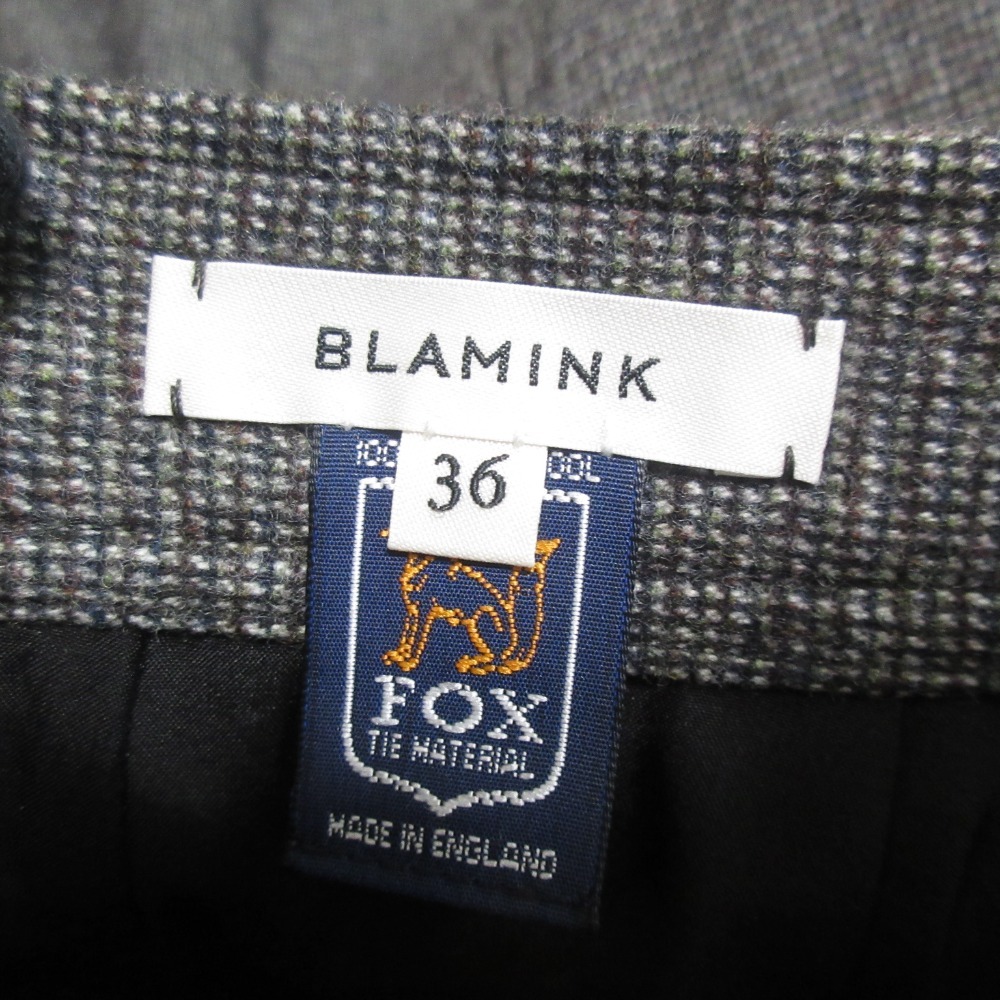 BLAMINK
36
FOX
TIE MATERIAL
MADE IN ENGLAND